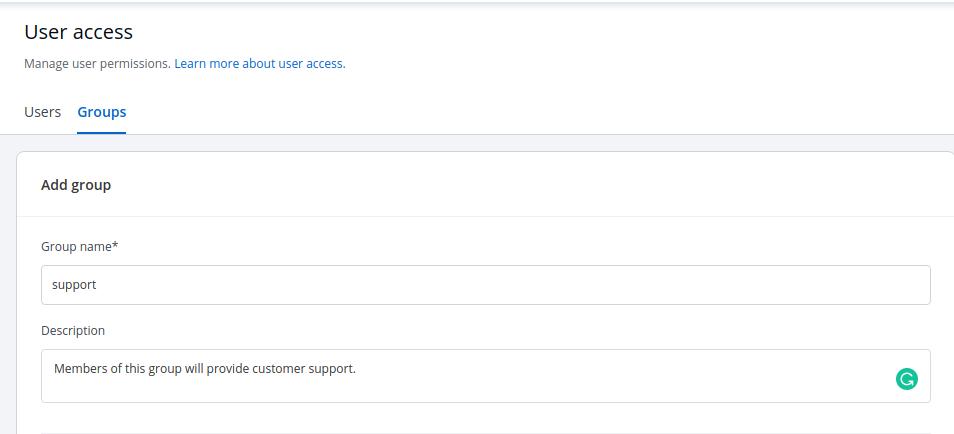 User access
Manage user permissions. Learn more about user access.
Users Groups
Add group
Group name*
support
Description
Members of this group will provide customer support.